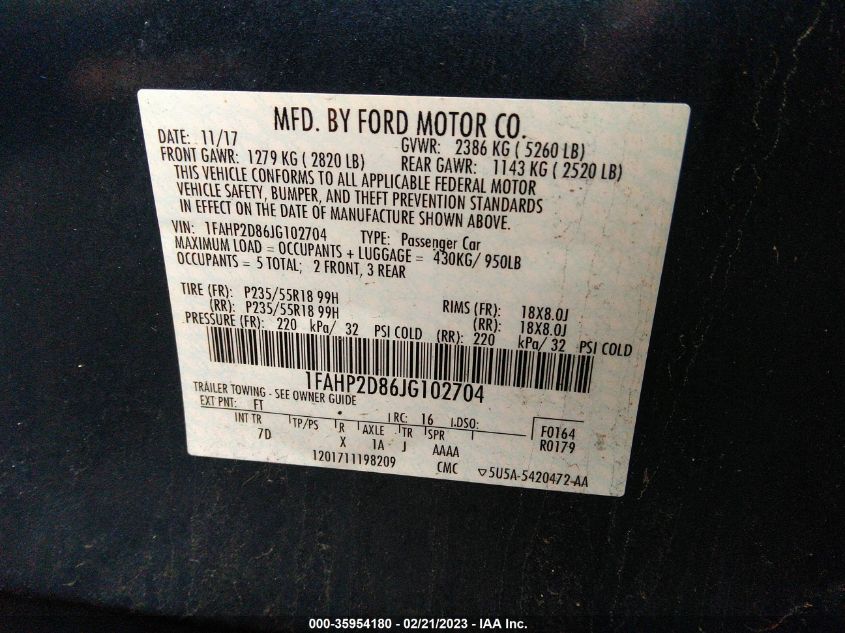 MFD. BY FORD MOTOR CO.
DATE: 11/17 GVWR: 2386 KG ( 5260 LB)
FRONT GAWR: 1279 KG ( 2820 LB) REAR GAWR: 1143 KG ( 2520 LB)
THIS VEHICLE CONFORMS TO ALL APPLICABLE FEDERAL MOTOR
VEHICLE SAFETY, BUMPER, AND THEFT PREVENTION STANDARDS
IN EFFECT ON THE DATE OF MANUFACTURE SHOWN ABOVE.
VIN: 1FAHP2D86JG102704 TYPE: Passenger Car
MAXIMUM LOAD = OCCUPANTS + LUGGAGE = 430KG/ 950LB
OCCUPANTS = 5 TOTAL; 2 FRONT, 3 REAR
TIRE (FR): P235/55R18 99H RIMS (FR): 18X8.0J
(RR): P235/55R18 99H (RR): 18X8.0J
PRESSURE (FR): 220 kPa/ 32 PSI COLD (RR): 220 kPa/ 32 PSI COLD
1FAHP2D86JG102704
TRAILER TOWING - SEE OWNER GUIDE
EXT PNT: FT RC: 16 DSO: F0164
INT TR TP/PS R AXLE TR SPR R0179
7D X 1A J AAAA
1201711198209 CMC ▽5U5A-5420472-AA
000-35954180 - 02/21/2023 - IAA Inc.